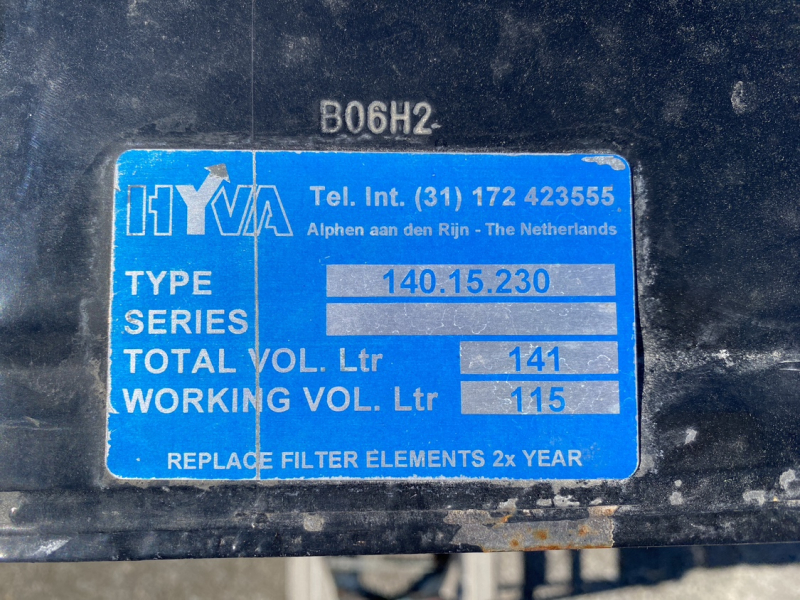 B06H2
HYVA
Tel. Int. (31) 172 423555
Alphen aan den Rijn - The Netherlands
TYPE 140.15.230
SERIES
TOTAL VOL. Ltr 141
WORKING VOL. Ltr 115
REPLACE FILTER ELEMENTS 2x YEAR